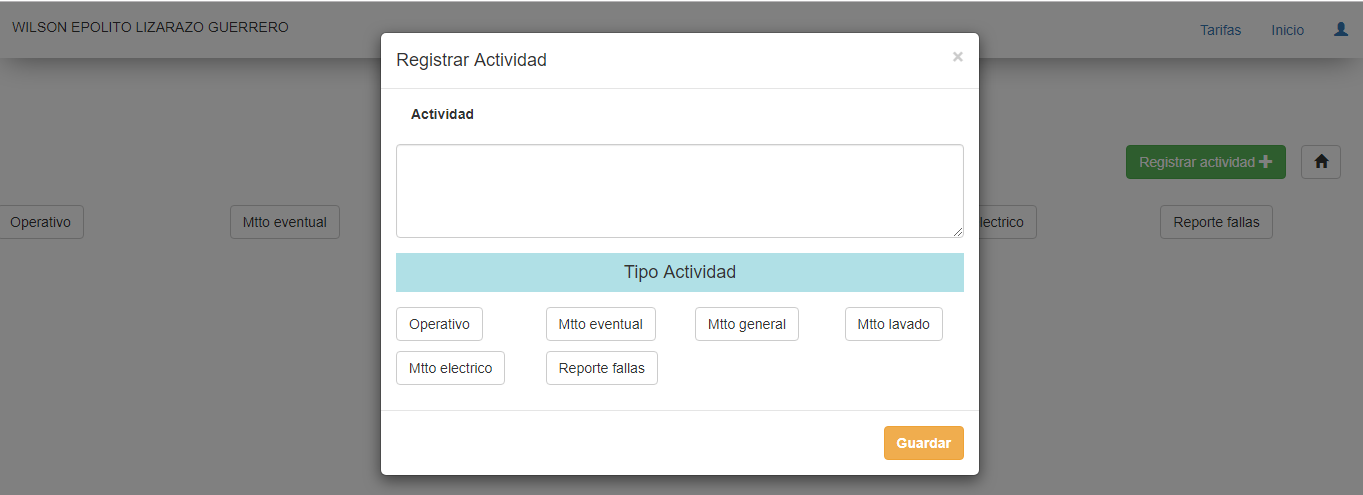 WILSON EPOLITO LIZARAZO GUERRERO
Tarifas
Inicio
Registrar Actividad
×
Actividad
Registrar actividad
Operativo
Mtto eventual
lectrico
Reporte fallas
Tipo Actividad
Operativo
Mtto eventual
Mtto general
Mtto lavado
Mtto electrico
Reporte fallas
Guardar